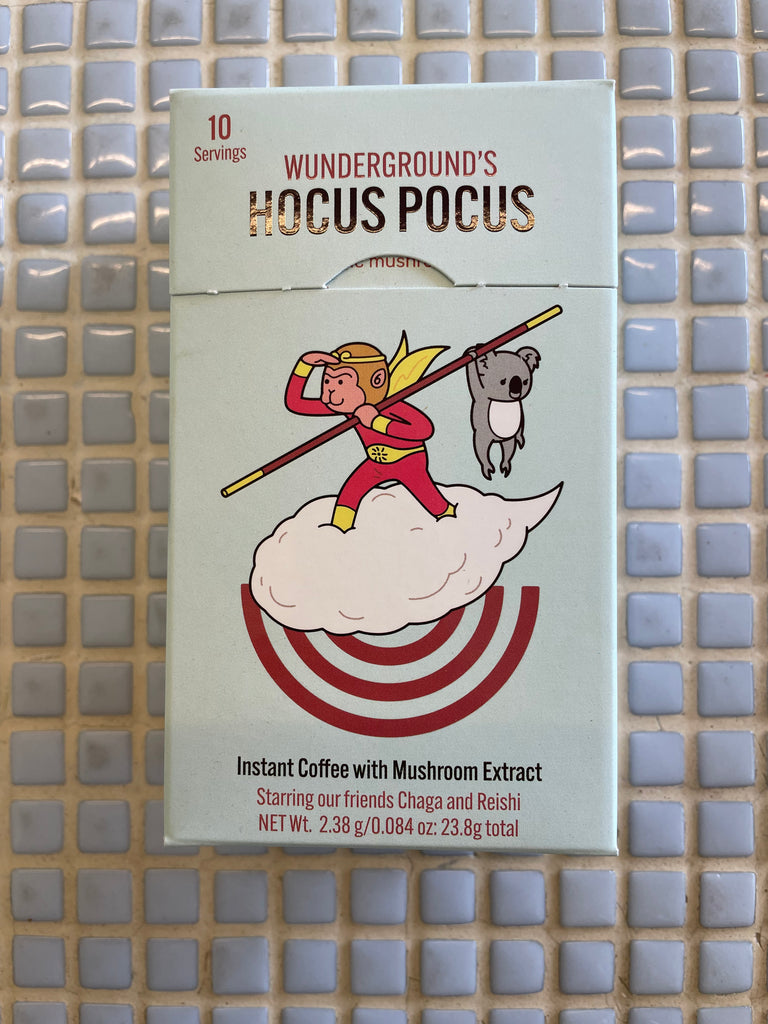 10
Servings
WUNDERGROUND'S
HOCUS POCUS
Instant Coffee with Mushroom Extract
Starring our friends Chaga and Reishi
NET Wt. 2.38 g/0.084 oz: 23.8g total